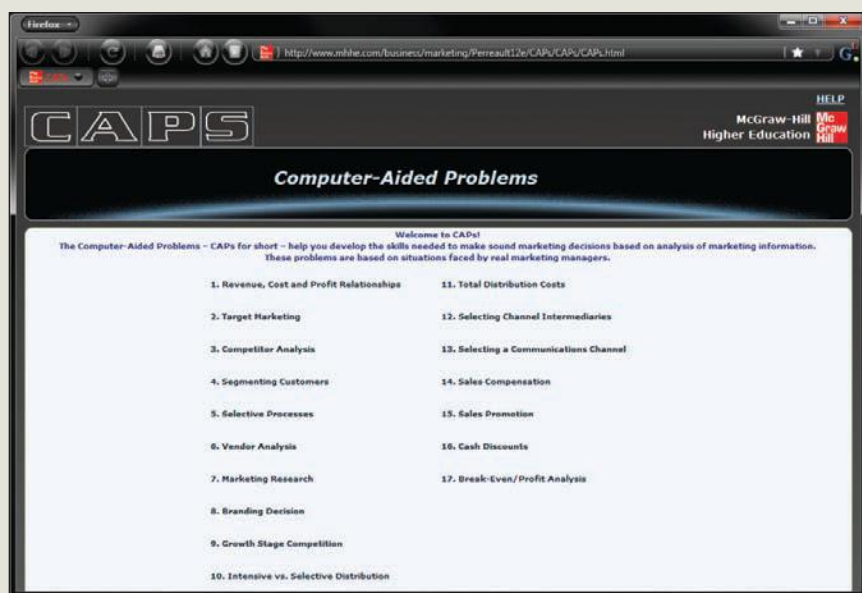 Firefox
http://www.mhhe.com/business/marketing/Perreault12e/CAPs/CAPs/CAPs.html
CAPs
HELP
CAPS
McGraw-Hill
Higher Education
Mc
Graw
Hill
Computer-Aided Problems
Welcome to CAPs!
The Computer-Aided Problems – CAPs for short – help you develop the skills needed to make sound marketing decisions based on analysis of marketing information.
These problems are based on situations faced by real marketing managers.
1. Revenue, Cost and Profit Relationships
2. Target Marketing
3. Competitor Analysis
4. Segmenting Customers
5. Selective Processes
6. Vendor Analysis
7. Marketing Research
8. Branding Decision
9. Growth Stage Competition
10. Intensive vs. Selective Distribution
11. Total Distribution Costs
12. Selecting Channel Intermediaries
13. Selecting a Communications Channel
14. Sales Compensation
15. Sales Promotion
16. Cash Discounts
17. Break-Even/Profit Analysis